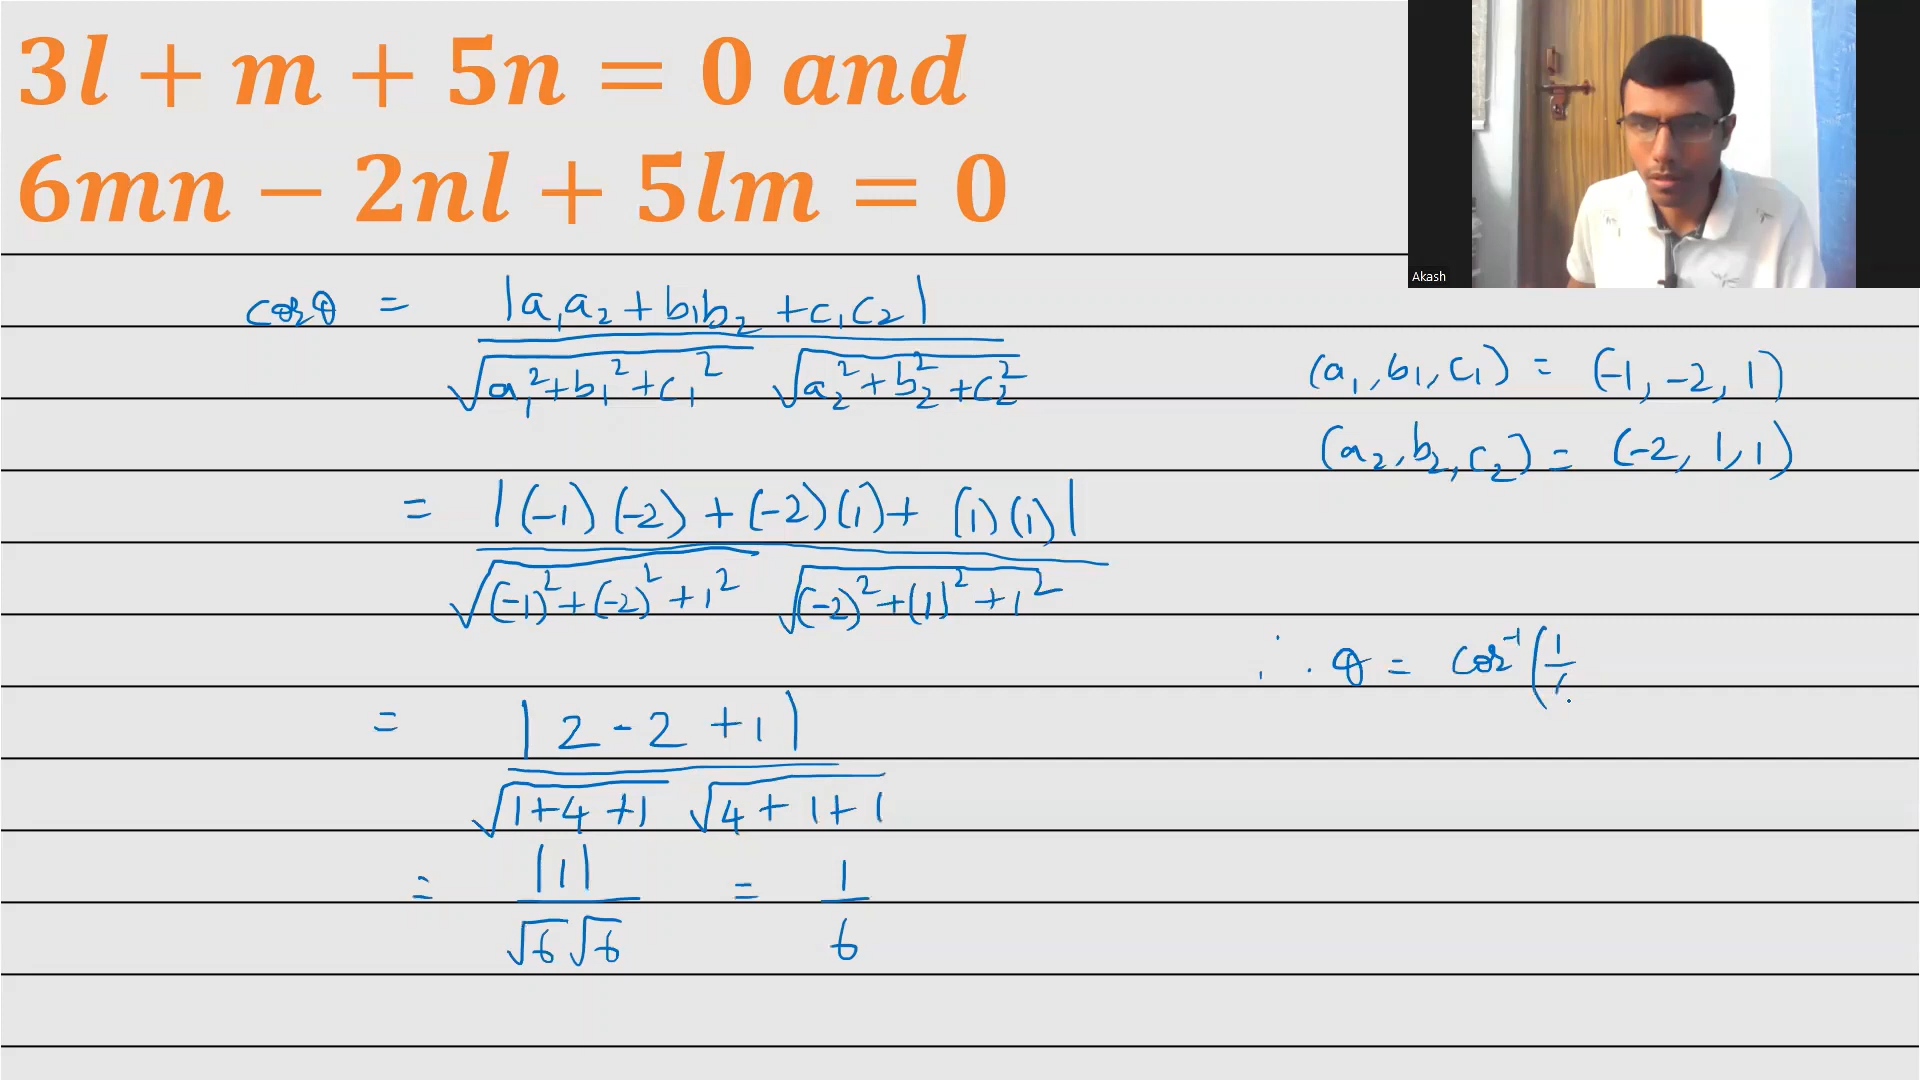 3l + m + 5n = 0 and
6mn − 2nl + 5lm = 0
Akash
cosθ = |a₁a₂ + b₁b₂ + c₁c₂| / √(a₁² + b₁² + c₁²) √(a₂² + b₂² + c₂²)
= |(-1)(-2) + (-2)(1) + (1)(1)| / √((-1)² + (-2)² + 1²) √((-2)² + (1)² + 1²)
= |2 - 2 + 1| / √(1+4+1) √(4+1+1)
= |1| / √6 √6 = 1/6
(a₁, b₁, c₁) = (-1, -2, 1)
(a₂, b₂, c₂) = (-2, 1, 1)
∴ θ = cos⁻¹(1/